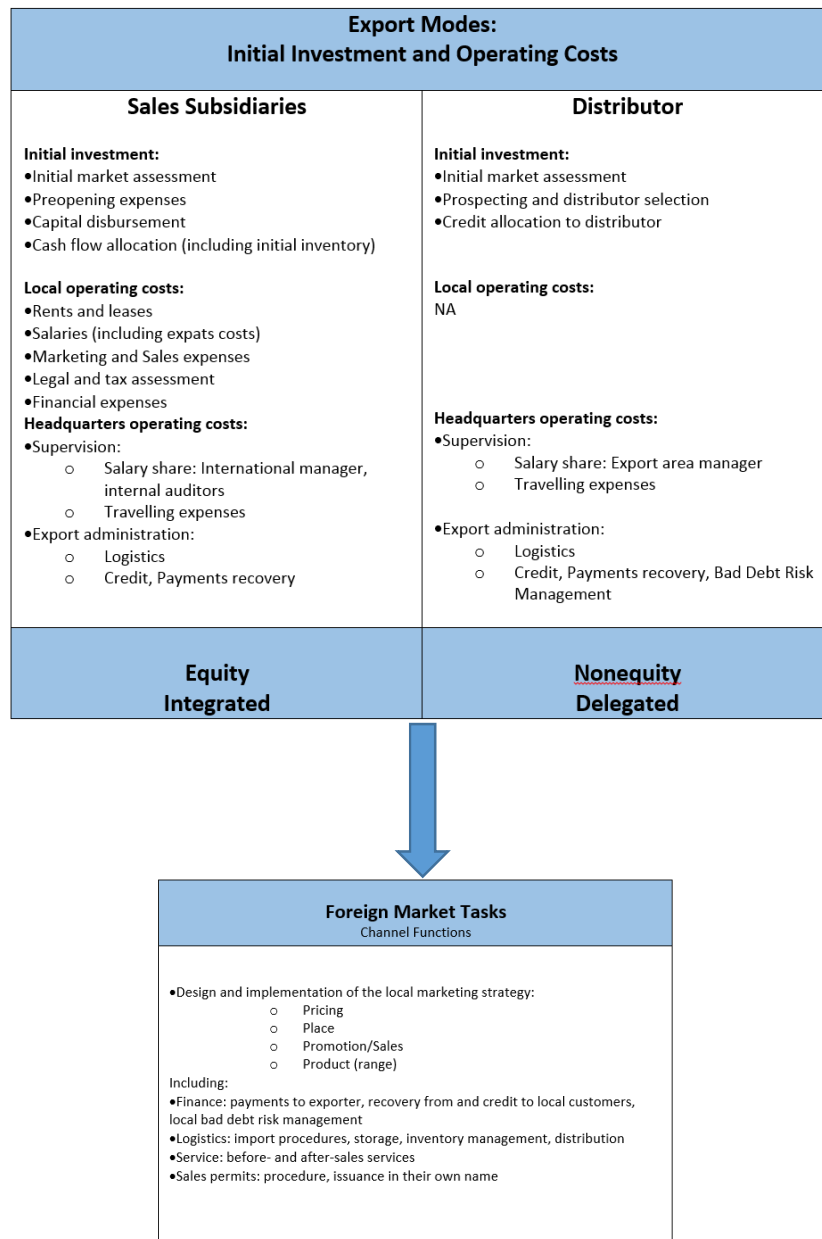 Export Modes:
Initial Investment and Operating Costs
Sales Subsidiaries
Initial investment:
•Initial market assessment
•Preopening expenses
•Capital disbursement
•Cash flow allocation (including initial inventory)
Local operating costs:
•Rents and leases
•Salaries (including expats costs)
•Marketing and Sales expenses
•Legal and tax assessment
•Financial expenses
Headquarters operating costs:
•Supervision:
o Salary share: International manager,
internal auditors
o Travelling expenses
•Export administration:
o Logistics
o Credit, Payments recovery
Equity
Integrated
Distributor
Initial investment:
•Initial market assessment
•Prospecting and distributor selection
•Credit allocation to distributor
Local operating costs:
NA
Headquarters operating costs:
•Supervision:
o Salary share: Export area manager
o Travelling expenses
•Export administration:
o Logistics
o Credit, Payments recovery, Bad Debt Risk
Management
Nonequity
Delegated
Foreign Market Tasks
Channel Functions
•Design and implementation of the local marketing strategy:
o Pricing
o Place
o Promotion/Sales
o Product (range)
Including:
•Finance: payments to exporter, recovery from and credit to local customers,
local bad debt risk management
•Logistics: import procedures, storage, inventory management, distribution
•Service: before- and after-sales services
•Sales permits: procedure, issuance in their own name